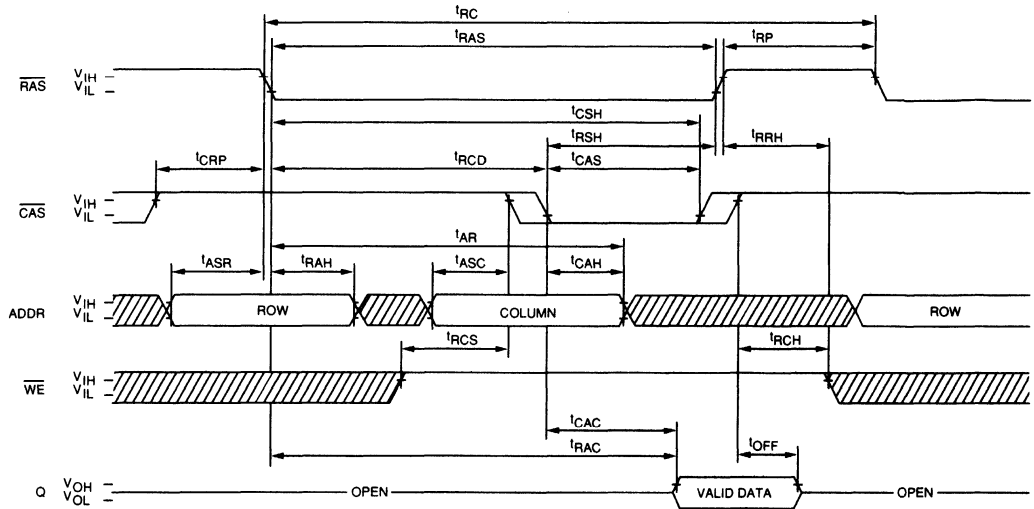 tRC
tRAS
tRP
RAS
VIH
VIL
tCSH
tRSH
tRRH
tCRP
tRCD
tCAS
CAS
VIH
VIL
tAR
tASR
tRAH
tASC
tCAH
ADDR
VIH
VIL
ROW
COLUMN
ROW
tRCS
tRCH
WE
VIH
VIL
tCAC
tRAC
tOFF
Q
VOH
VOL
OPEN
VALID DATA
OPEN